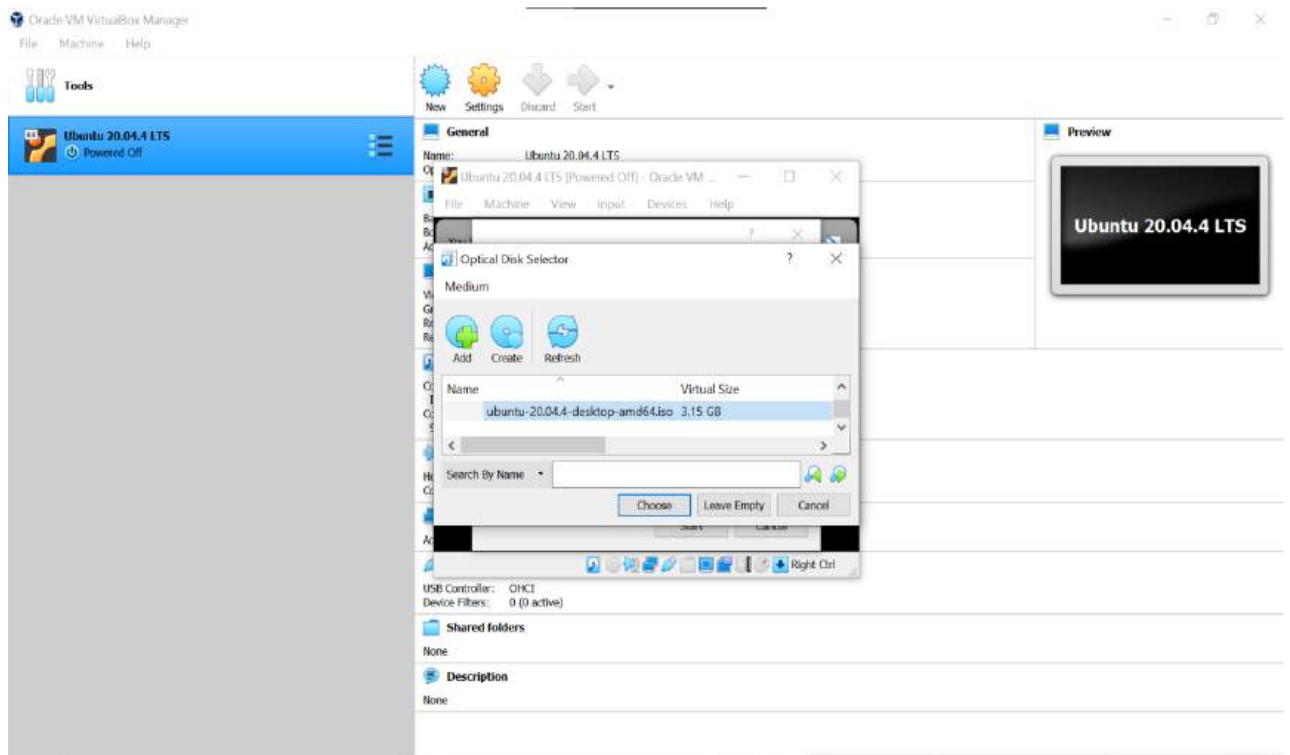 Oracle VM VirtualBox Manager
File Machine Help
Tools
New Settings Discard Start
Ubuntu 20.04.4 LTS
Powered Off
General
Name: Ubuntu 20.04.4 LTS
Preview
Ubuntu 20.04.4 LTS
Ubuntu 20.04.4 LTS [Powered Off] - Oracle VM ...
File Machine View Input Devices Help
Optical Disk Selector
Medium
Add Create Refresh
Name Virtual Size
ubuntu-20.04.4-desktop-amd64.iso 3.15 GB
Search By Name
Choose Leave Empty Cancel
Start Cancel
Right Ctrl
USB Controller: OHCI
Device Filters: 0 (0 active)
Shared folders
None
Description
None